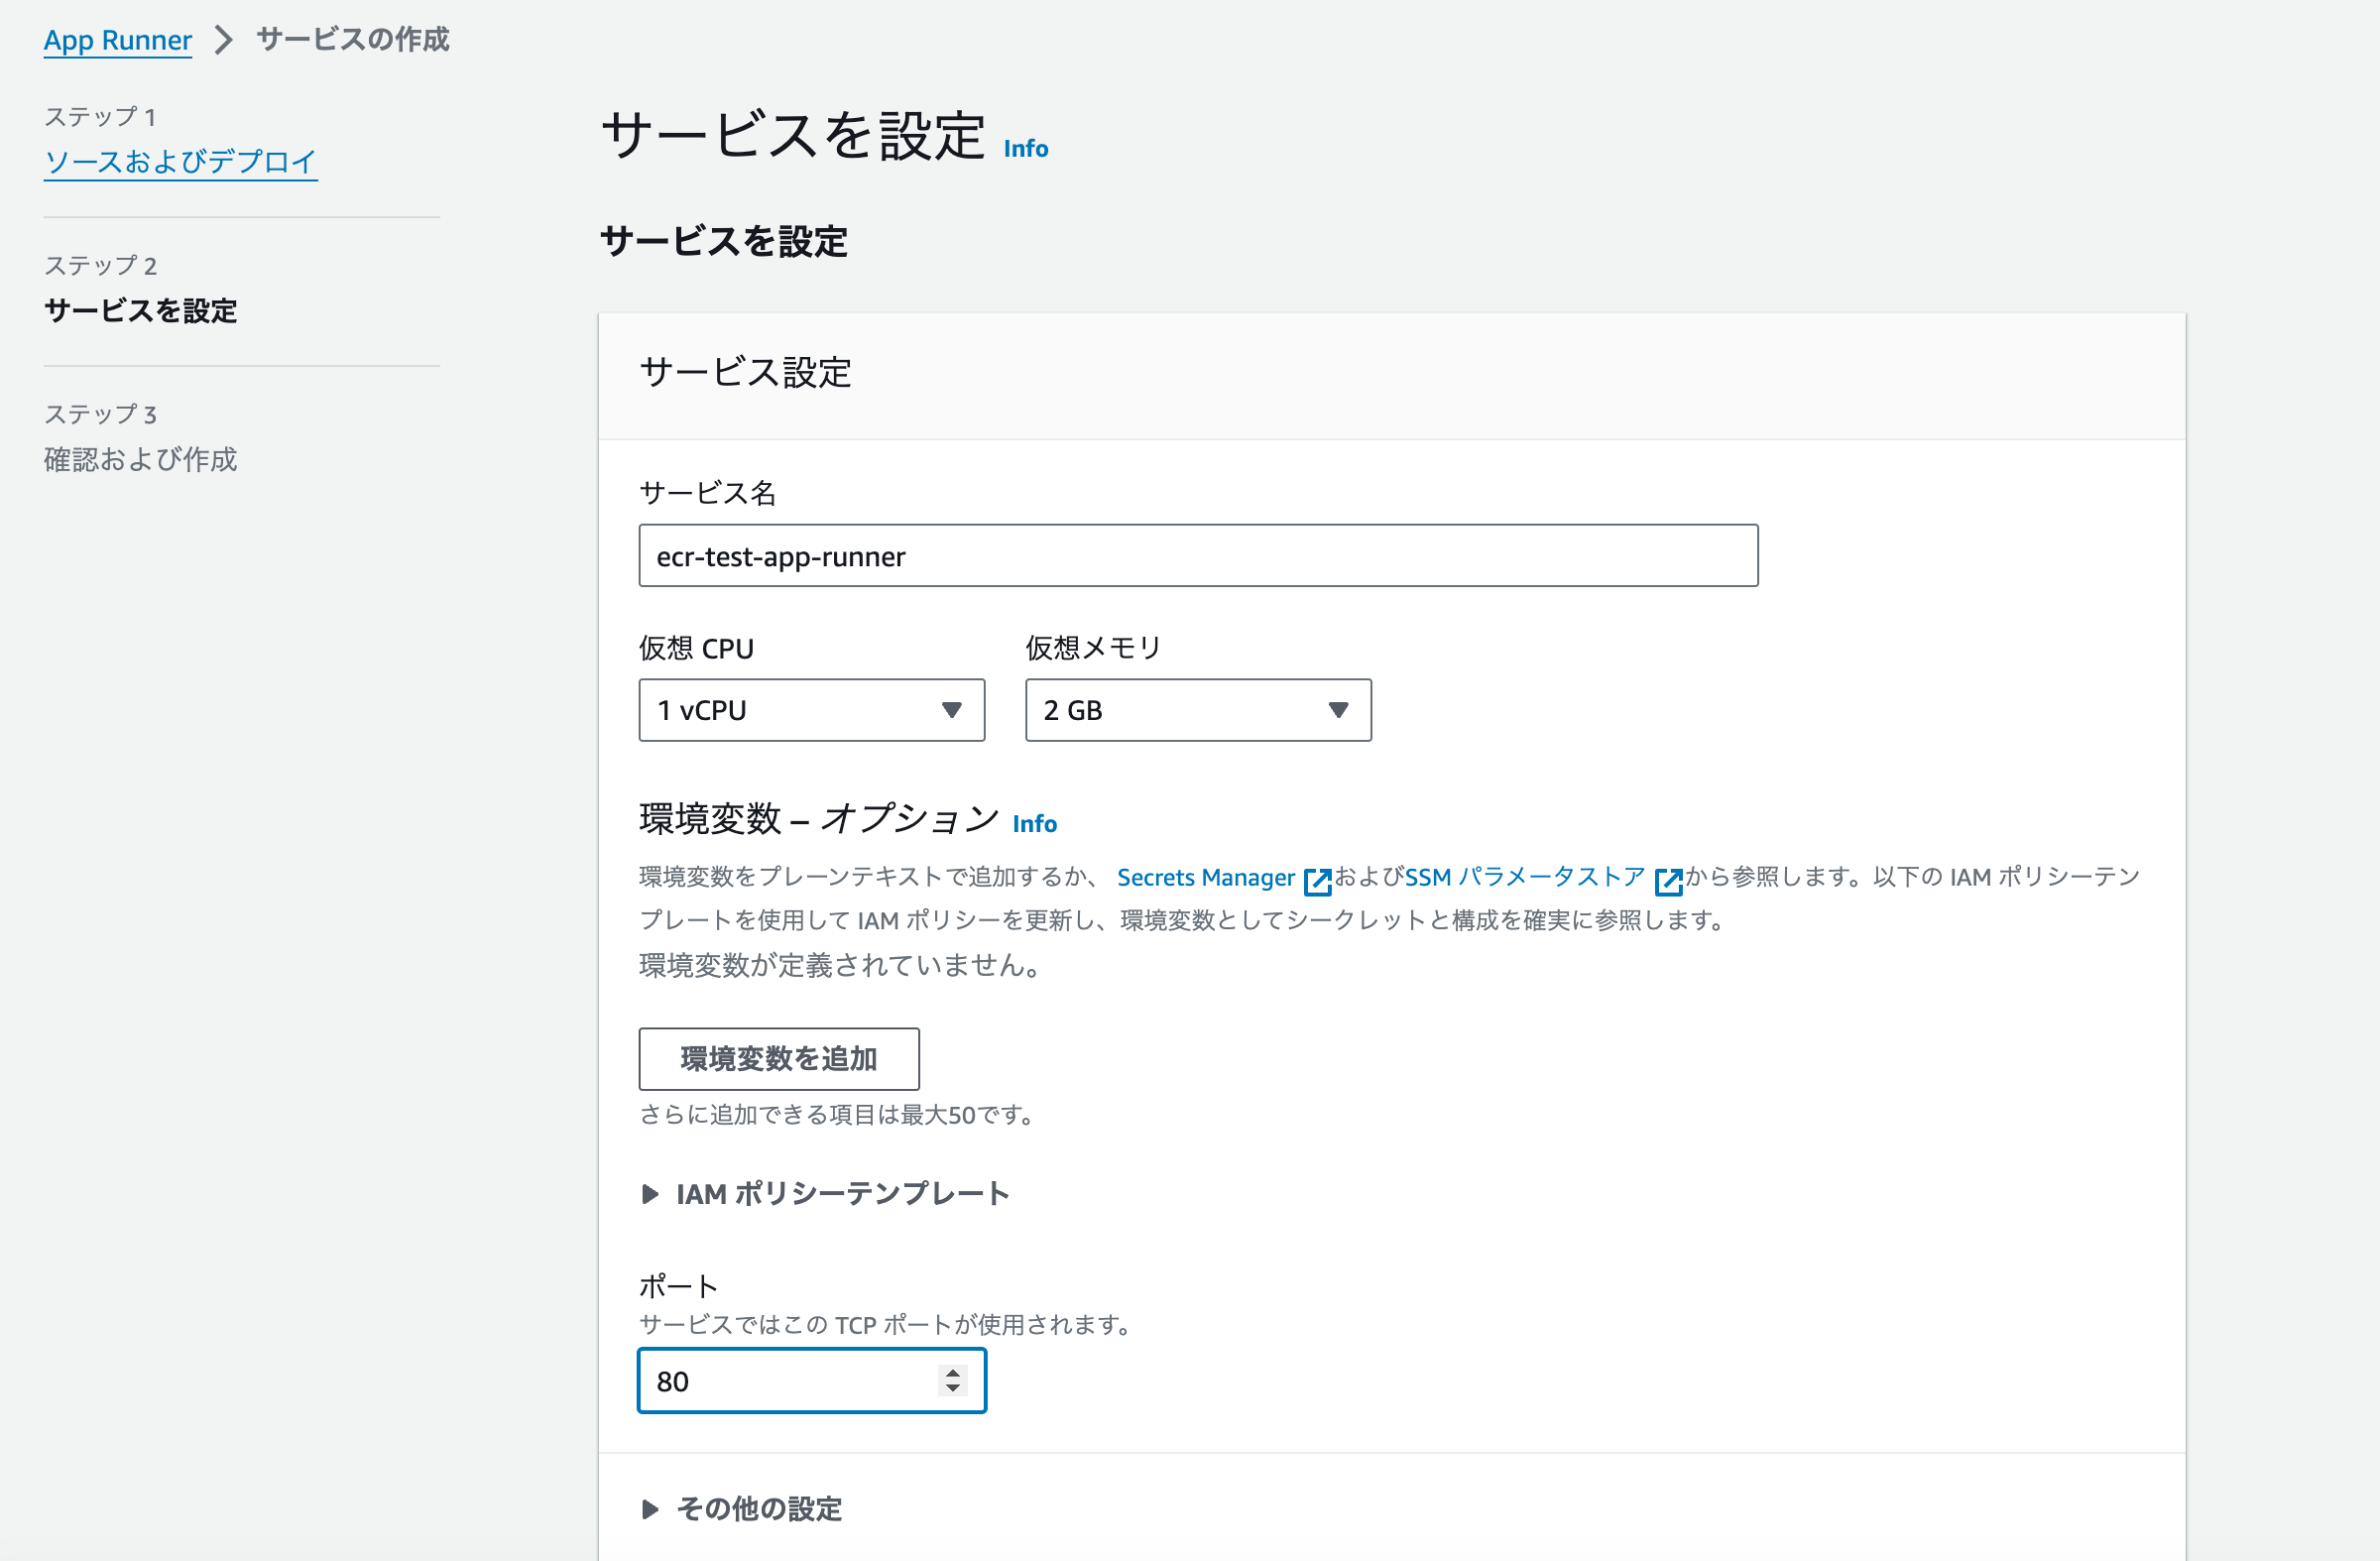 App Runner > サービスの作成
ステップ 1
ソースおよびデプロイ
ステップ 2
サービスを設定
ステップ 3
確認および作成
サービスを設定 Info
サービスを設定
サービス設定
サービス名
ecr-test-app-runner
仮想 CPU 仮想メモリ
1 vCPU 2 GB
環境変数 – オプション Info
環境変数をプレーンテキストで追加するか、 Secrets Manager およびSSM パラメータストア から参照します。以下の IAM ポリシーテン
プレートを使用して IAM ポリシーを更新し、環境変数としてシークレットと構成を確実に参照します。
環境変数が定義されていません。
環境変数を追加
さらに追加できる項目は最大50です。
IAM ポリシーテンプレート
ポート
サービスではこの TCP ポートが使用されます。
80
その他の設定